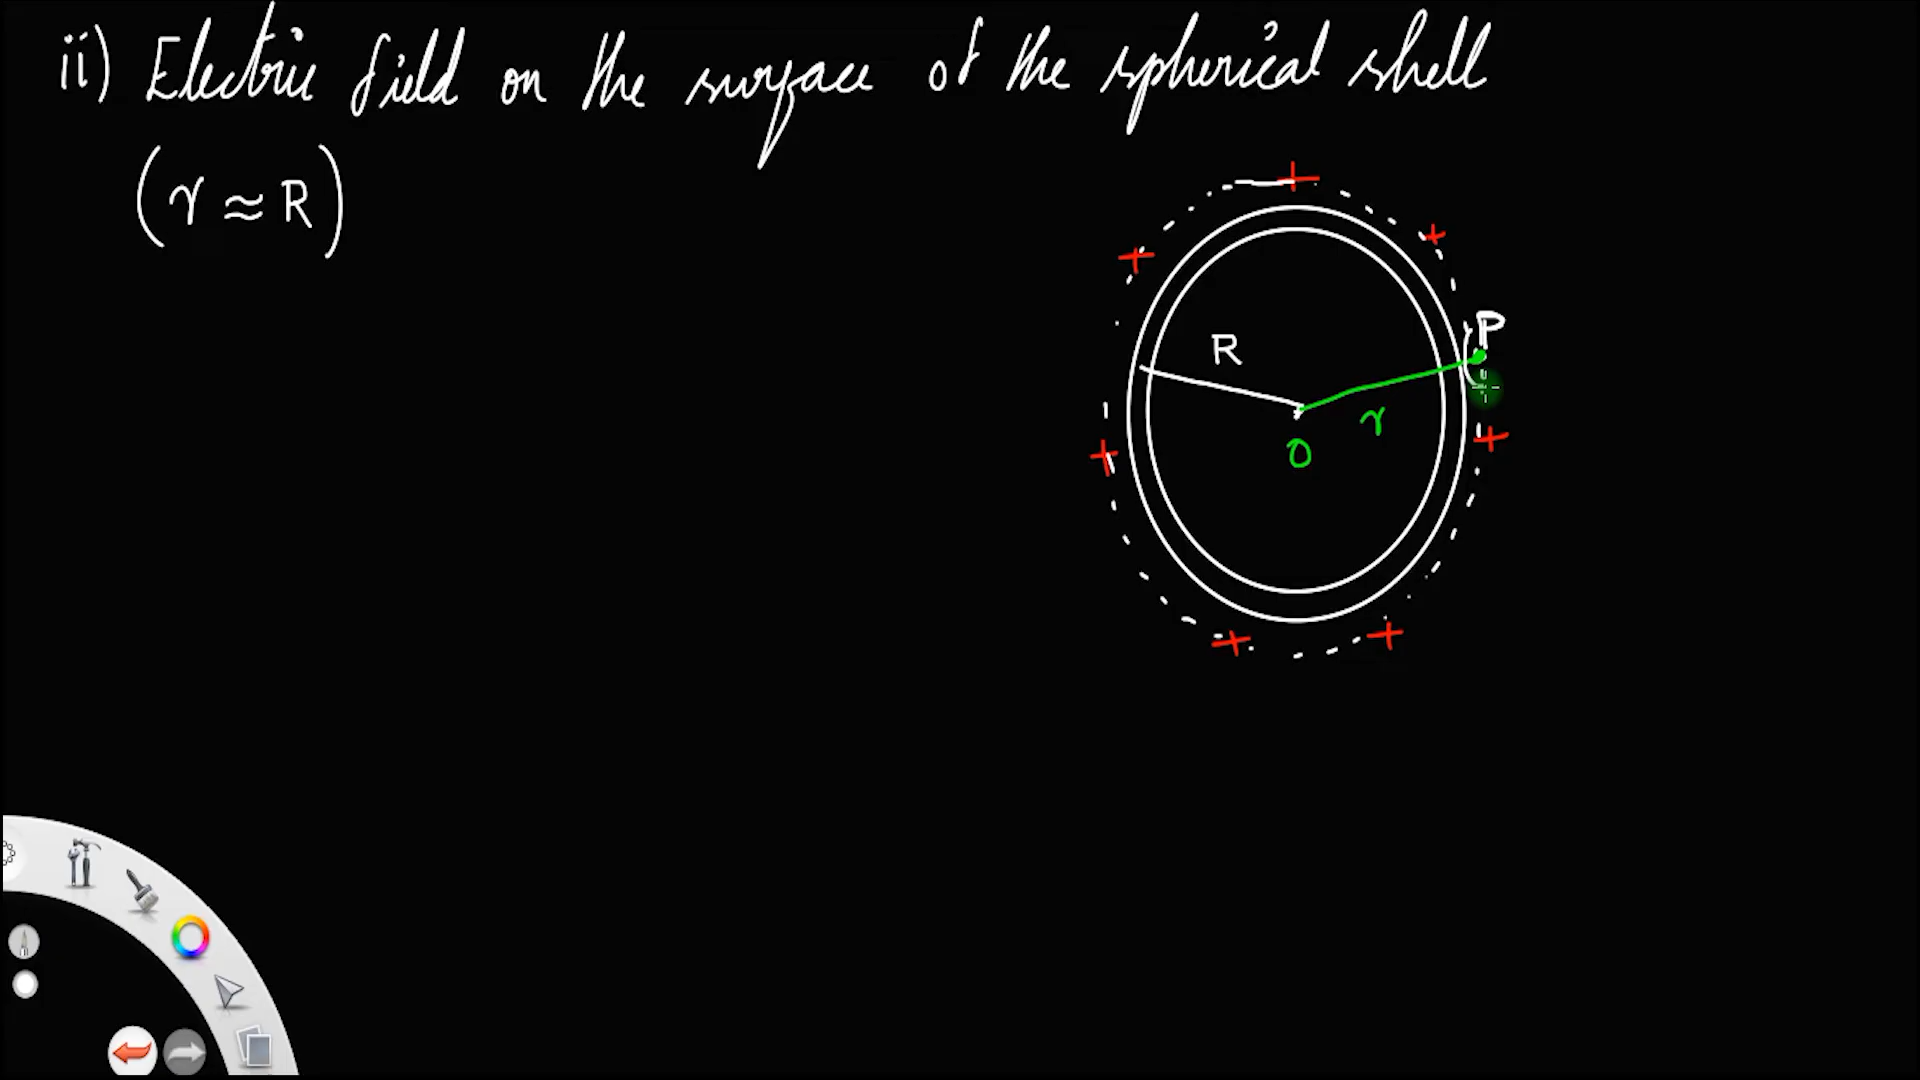 ii) Electric field on the surface of the spherical shell
(r ≈ R)
P
R
r
O